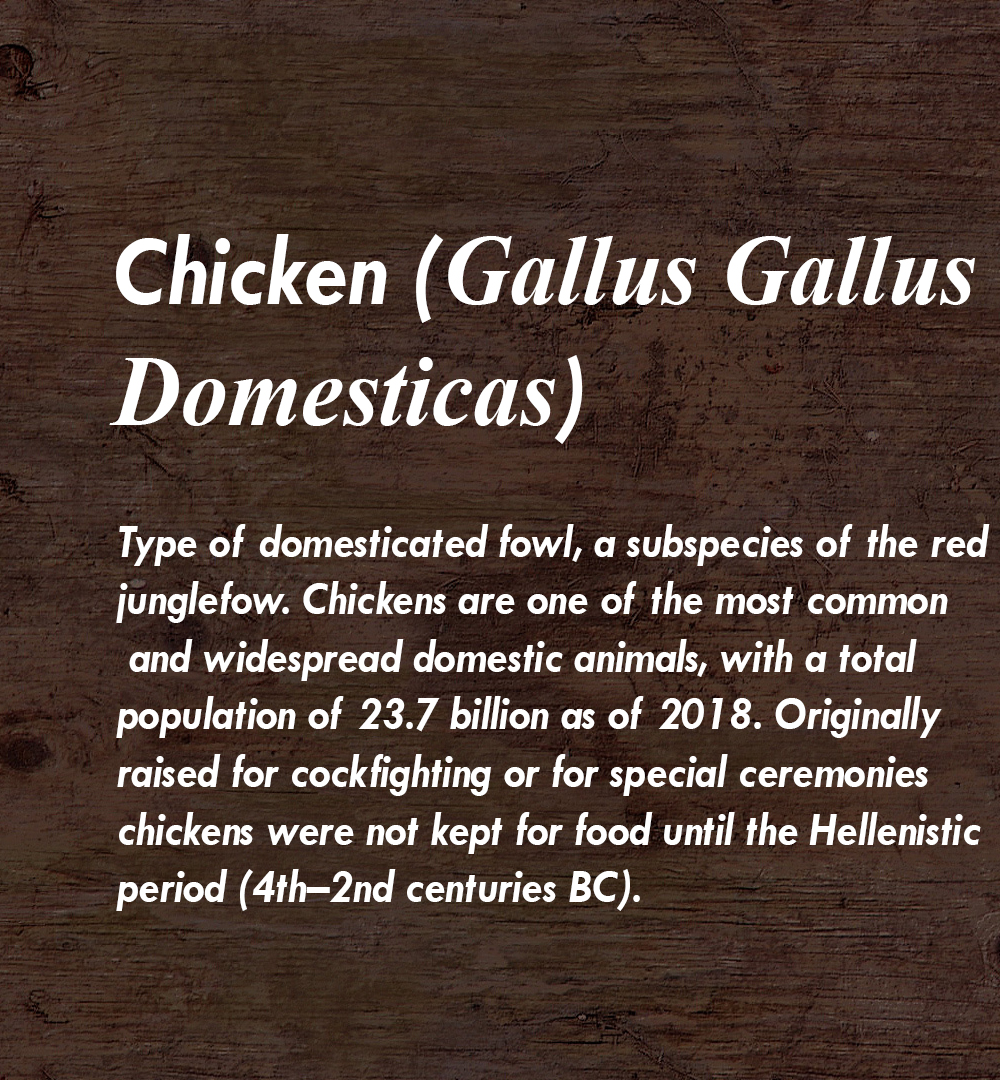 Chicken (Gallus Gallus
Domesticas)
Type of domesticated fowl, a subspecies of the red
junglefow. Chickens are one of the most common
and widespread domestic animals, with a total
population of 23.7 billion as of 2018. Originally
raised for cockfighting or for special ceremonies
chickens were not kept for food until the Hellenistic
period (4th–2nd centuries BC).